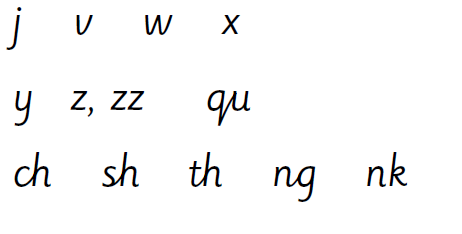 j v w x
y z, zz qu
ch sh th ng nk